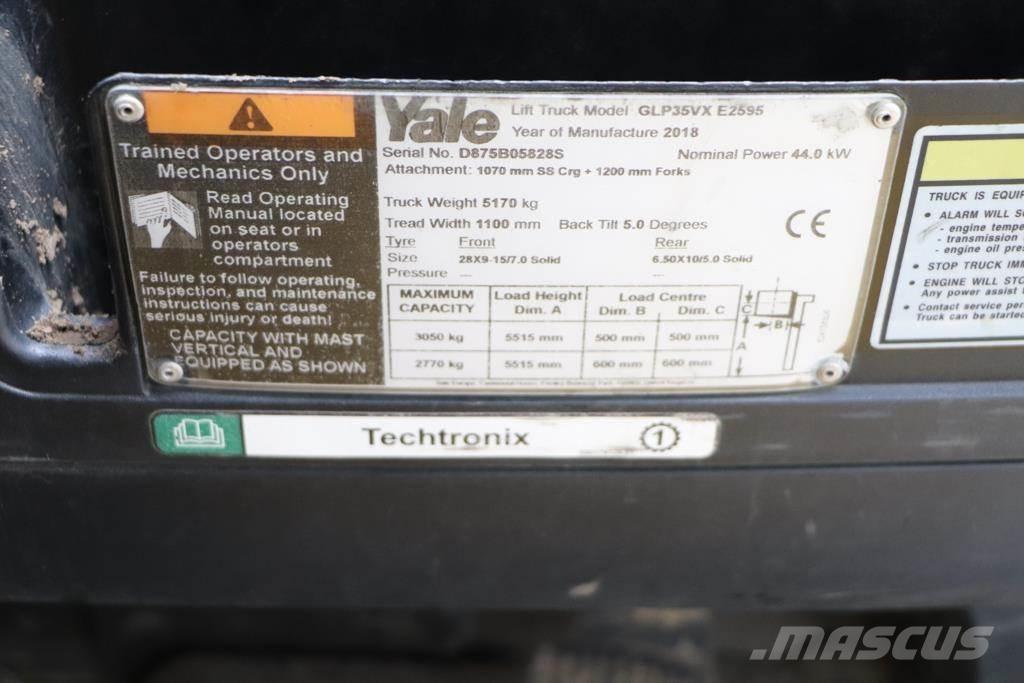 Trained Operators and
Mechanics Only
Read Operating
Manual located
on seat or in
operators
compartment
Failure to follow operating,
inspection, and maintenance
instructions can cause
serious injury or death!
CAPACITY WITH MAST
VERTICAL AND
EQUIPPED AS SHOWN
Yale
Lift Truck Model GLP35VX E2595
Year of Manufacture 2018
Serial No. D875B05828S Nominal Power 44.0 kW
Attachment: 1070 mm SS Crg + 1200 mm Forks
Truck Weight 5170 kg
Tread Width 1100 mm Back Tilt 5.0 Degrees
Tyre Front Rear
Size 28X9-15/7.0 Solid 6.50X10/5.0 Solid
Pressure --- ---
MAXIMUM CAPACITY Load Height Dim. A Load Centre Dim. B Dim. C
3050 kg 5515 mm 500 mm 500 mm
2770 kg 5515 mm 600 mm 600 mm
C
B
A
CE
TRUCK IS EQUIP
• ALARM WILL S
- engine tempe
- transmission
- engine oil pres
• STOP TRUCK IMM
• ENGINE WILL STO
Any power assist
• Contact service per
Truck can be started
Techtronix 1
MASCUS